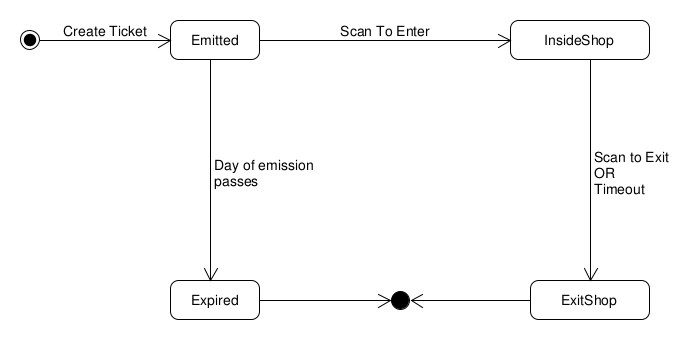 Create Ticket
Emitted
Scan To Enter
InsideShop
Day of emission
passes
Scan to Exit
OR
Timeout
Expired
ExitShop